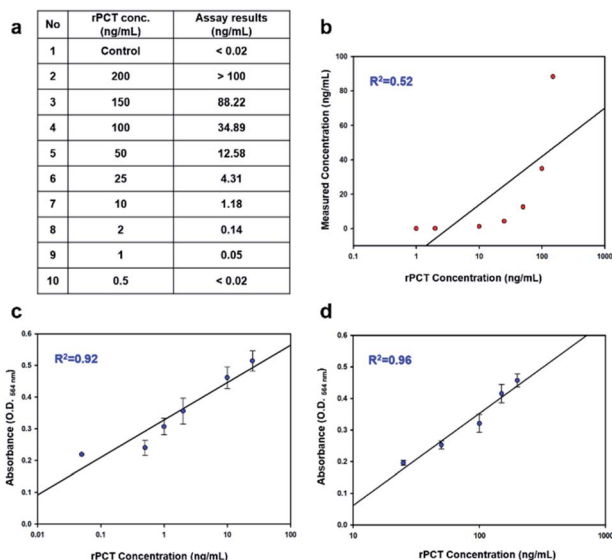 a
No rPCT conc. (ng/mL) Assay results (ng/mL)
1 Control < 0.02
2 200 > 100
3 150 88.22
4 100 34.89
5 50 12.58
6 25 4.31
7 10 1.18
8 2 0.14
9 1 0.05
10 0.5 < 0.02
b
R²=0.52
Measured Concentration (ng/mL)
100
80
60
40
20
0
1 10 100 1000
rPCT Concentration (ng/mL)
c
R²=0.92
Absorbance (O.D. 564 nm)
0.6
0.5
0.4
0.3
0.2
0.1
0.0
0.01 0.1 1 10 100
rPCT Concentration (ng/mL)
d
R²=0.96
Absorbance (O.D. 564 nm)
0.6
0.5
0.4
0.3
0.2
0.1
0.0
10 100 1000
rPCT Concentration (ng/mL)